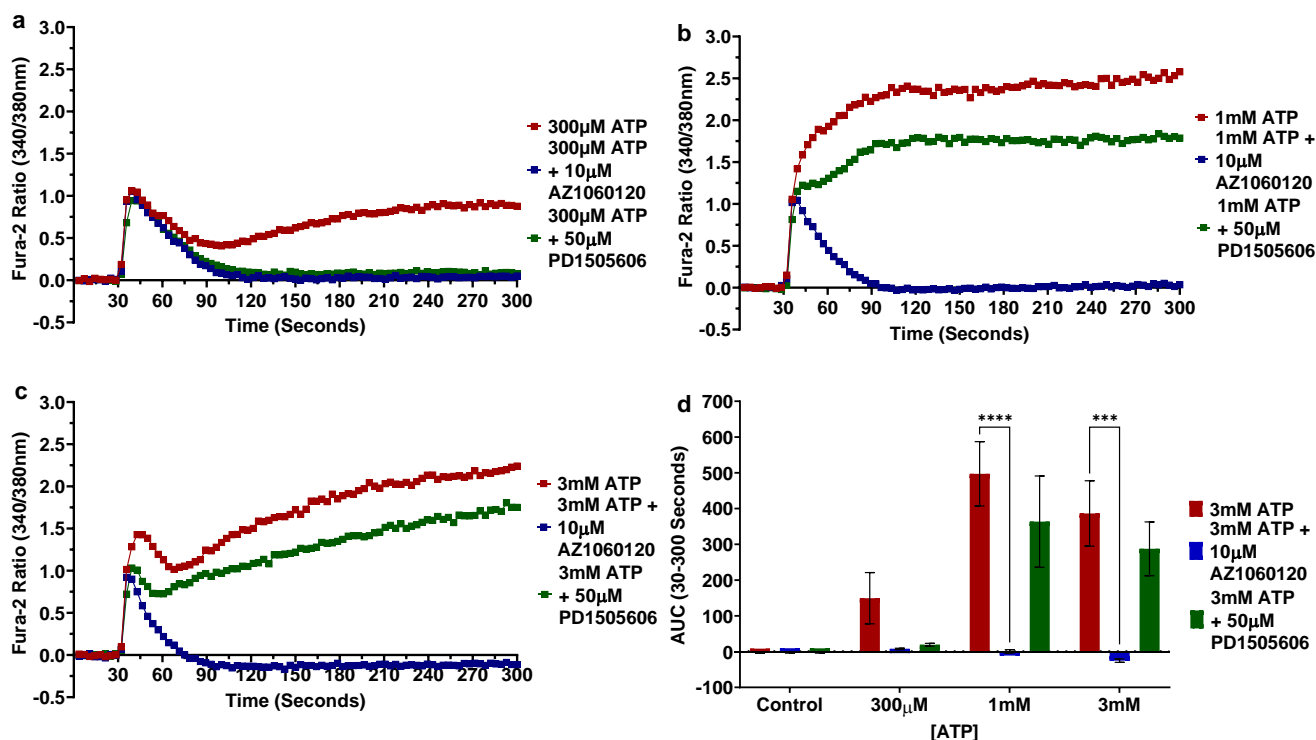 a
Fura-2 Ratio (340/380nm)
3.0
2.5
2.0
1.5
1.0
0.5
0.0
-0.5
30
60
90
120
150
180
210
240
270
300
Time (Seconds)
300μM ATP
300μM ATP
+ 10μM
AZ1060120
300μM ATP
+ 50μM
PD1505606
b
Fura-2 Ratio (340/380nm)
3.0
2.5
2.0
1.5
1.0
0.5
0.0
-0.5
30
60
90
120
150
180
210
240
270
300
Time (Seconds)
1mM ATP
1mM ATP +
10μM
AZ1060120
1mM ATP
+ 50μM
PD1505606
c
Fura-2 Ratio (340/380nm)
3.0
2.5
2.0
1.5
1.0
0.5
0.0
-0.5
30
60
90
120
150
180
210
240
270
300
Time (Seconds)
3mM ATP
3mM ATP +
10μM
AZ1060120
3mM ATP
+ 50μM
PD1505606
d
AUC (30-300 Seconds)
700
600
500
400
300
200
100
0
-100
****
***
Control
300μM
1mM
3mM
[ATP]
3mM ATP
3mM ATP +
10μM
AZ1060120
3mM ATP
+ 50μM
PD1505606